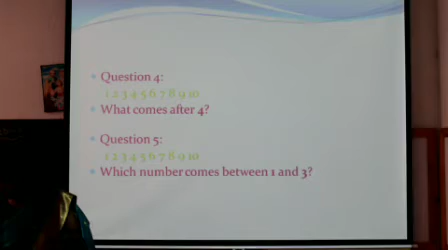 Question 4:
1 2 3 4 5 6 7 8 9 10
What comes after 4?
Question 5:
1 2 3 4 5 6 7 8 9 10
Which number comes between 1 and 3?